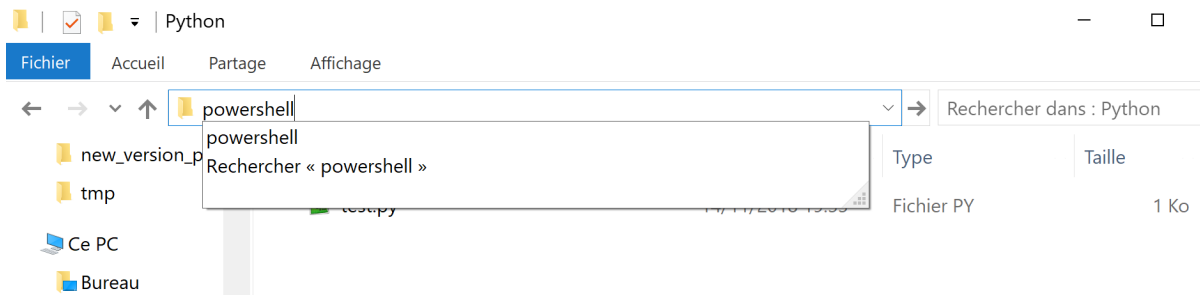 Python
Fichier Accueil Partage Affichage
powershell Rechercher dans : Python
powershell
Rechercher « powershell »
new_version_p Type Taille
tmp
test.py Fichier PY 1 Ko
Ce PC
Bureau